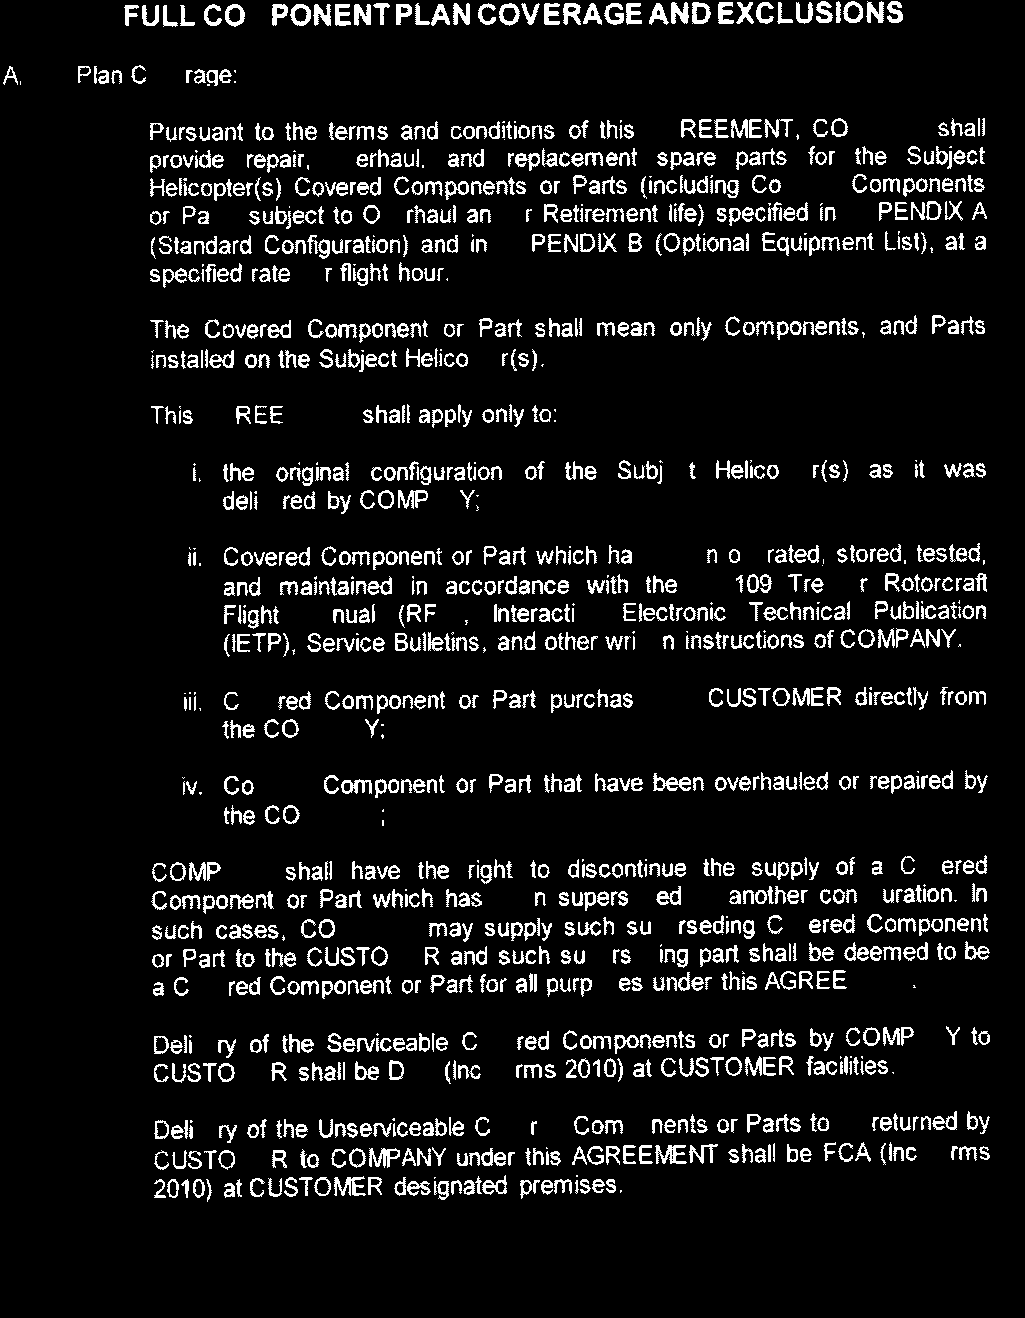 FULL CO PONENT PLAN COVERAGE AND EXCLUSIONS
A. Plan C rage:
Pursuant to the terms and conditions of this REEMENT, CO shall
provide repair, erhaul, and replacement spare parts for the Subject
Helicopter(s) Covered Components or Parts (including Co Components
or Pa subject to O rhaul an r Retirement life) specified in PENDIX A
(Standard Configuration) and in PENDIX B (Optional Equipment List), at a
specified rate r flight hour.
The Covered Component or Part shall mean only Components, and Parts
installed on the Subject Helico r(s).
This REE shall apply only to:
i. the original configuration of the Subj t Helico r(s) as it was
deli red by COMP Y;
ii. Covered Component or Part which ha n o rated, stored, tested,
and maintained in accordance with the 109 Tre r Rotorcraft
Flight nual (RF , Interacti Electronic Technical Publication
(IETP), Service Bulletins, and other wri n instructions of COMPANY.
iii. C red Component or Part purchas CUSTOMER directly from
the CO Y;
iv. Co Component or Part that have been overhauled or repaired by
the CO ;
COMP shall have the right to discontinue the supply of a C ered
Component or Part which has n supers ed another con uration. In
such cases, CO may supply such su rseding C ered Component
or Part to the CUSTO R and such su rs ing part shall be deemed to be
a C red Component or Part for all purp es under this AGREE .
Deli ry of the Serviceable C red Components or Parts by COMP Y to
CUSTO R shall be D (Inc rms 2010) at CUSTOMER facilities.
Deli ry of the Unserviceable C r Com nents or Parts to returned by
CUSTO R to COMPANY under this AGREEMENT shall be FCA (Inc rms
2010) at CUSTOMER designated premises.